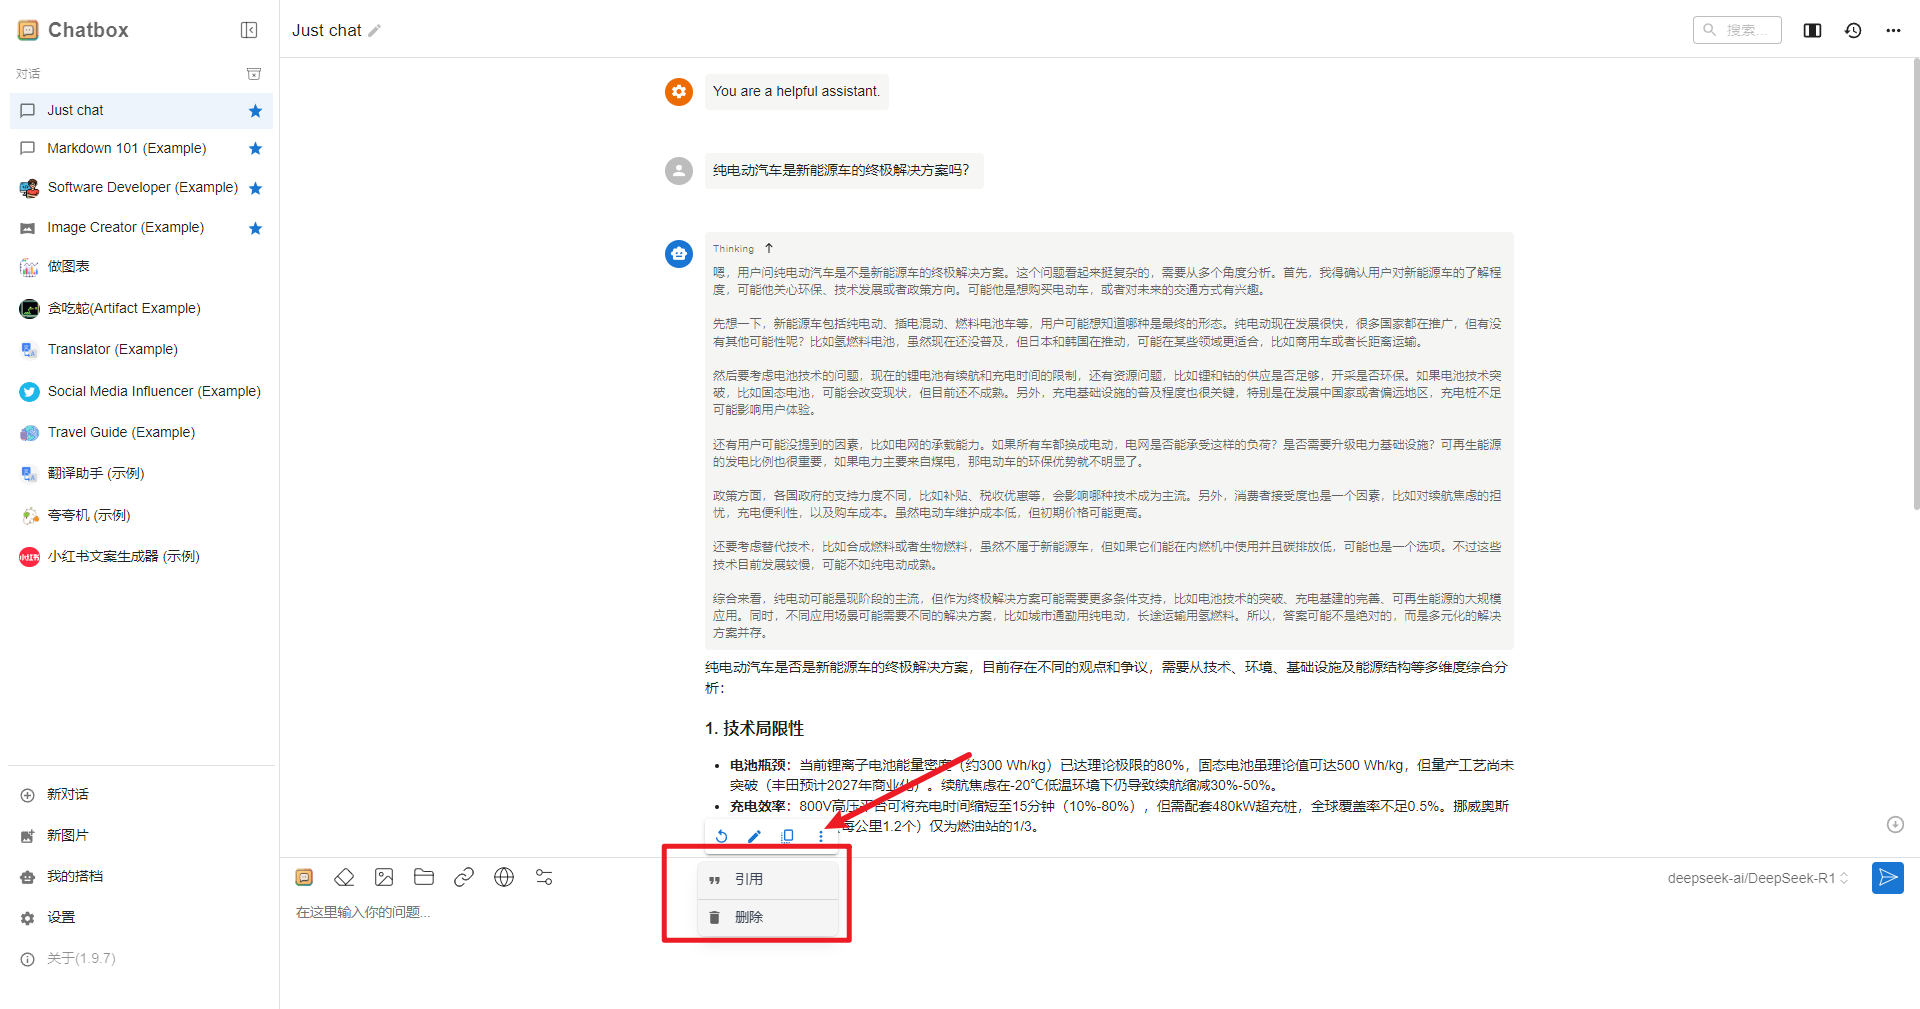 Chatbox
对话
Just chat
Markdown 101 (Example)
Software Developer (Example)
Image Creator (Example)
做图表
贪吃蛇(Artifact Example)
Translator (Example)
Social Media Influencer (Example)
Travel Guide (Example)
翻译助手 (示例)
夸夸机 (示例)
小红书
小红书文案生成器 (示例)
新对话
新图片
我的搭档
设置
关于(1.9.7)
Just chat
搜索...
You are a helpful assistant.
纯电动汽车是新能源车的终极解决方案吗?
Thinking
嗯，用户问纯电动汽车是不是新能源车的终极解决方案。这个问题看起来挺复杂的，需要从多个角度分析。首先，我得确认用户对新能源车的了解程
度，可能他关心环保、技术发展或者政策方向。可能他是想购买电动车，或者对未来的交通方式有兴趣。
先想一下，新能源车包括纯电动、插电混动、燃料电池车等，用户可能想知道哪种是最终的形态。纯电动现在发展很快，很多国家都在推广，但有没
有其他可能性呢？比如氢燃料电池，虽然现在还没普及，但日本和韩国在推动，可能在某些领域更适合，比如商用车或者长距离运输。
然后要考虑电池技术的问题，现在的锂电池有续航和充电时间的限制，还有资源问题，比如锂和钴的供应是否足够，开采是否环保。如果电池技术突
破，比如固态电池，可能会改变现状，但目前还不成熟。另外，充电基础设施的普及程度也很关键，特别是在发展中国家或者偏远地区，充电桩不足
可能影响用户体验。
还有用户可能没提到的因素，比如电网的承载能力。如果所有车都换成电动，电网是否能承受这样的负荷？是否需要升级电力基础设施？可再生能源
的发电比例也很重要，如果电力主要来自煤电，那电动车的环保优势就不明显了。
政策方面，各国政府的支持力度不同，比如补贴、税收优惠等，会影响哪种技术成为主流。另外，消费者接受度也是一个因素，比如对续航焦虑的担
忧，充电便利性，以及购车成本。虽然电动车维护成本低，但初期价格可能更高。
还要考虑替代技术，比如合成燃料或者生物燃料，虽然不属于新能源车，但如果它们能在内燃机中使用并且碳排放低，可能也是一个选项。不过这些
技术目前发展较慢，可能不如纯电动成熟。
综合来看，纯电动可能是现阶段的主流，但作为终极解决方案可能需要更多条件支持，比如电池技术的突破、充电基建的完善、可再生能源的大规模
应用。同时，不同应用场景可能需要不同的解决方案，比如城市通勤用纯电动，长途运输用氢燃料。所以，答案可能不是绝对的，而是多元化的解决
方案并存。
纯电动汽车是否是新能源车的终极解决方案，目前存在不同的观点和争议，需要从技术、环境、基础设施及能源结构等多维度综合分
析：
1. 技术局限性
• 电池瓶颈：当前锂离子电池能量密度（约300 Wh/kg）已达理论极限的80%，固态电池虽理论值可达500 Wh/kg，但量产工艺尚未
突破（丰田预计2027年商业化）。续航焦虑在-20℃低温环境下仍导致续航缩减30%-50%。
• 充电效率：800V高压平台可将充电时间缩短至15分钟（10%-80%），但需配套480kW超充桩，全球覆盖率不足0.5%。挪威奥斯
每公里1.2个）仅为燃油站的1/3。
引用
删除
在这里输入你的问题...
deepseek-ai/DeepSeek-R1